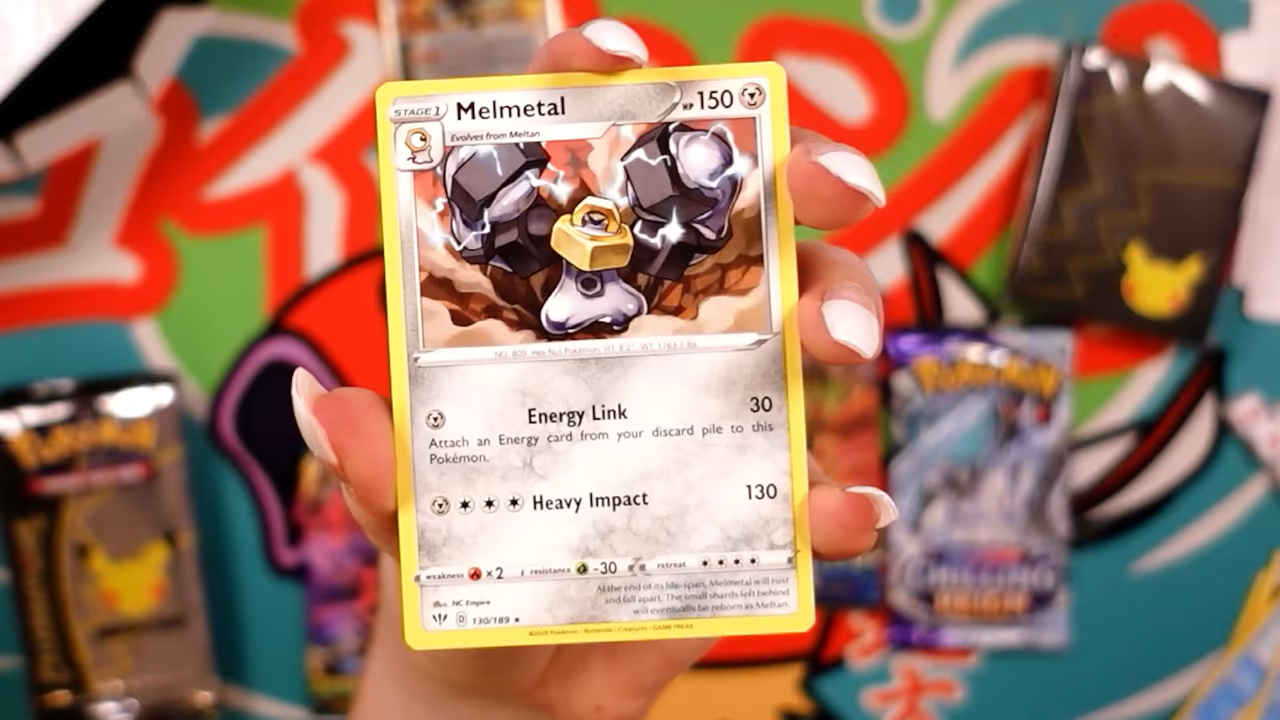 STAGE 1 Melmetal HP 150
Evolves from Meltan
NO. 809 Hex Nut Pokémon HT: 8'2" WT: 1763.7 lbs
Energy Link 30
Attach an Energy card from your discard pile to this
Pokémon.
Heavy Impact 130
weakness ×2 resistance -30 retreat
At the end of its life-span, Melmetal will rust
and fall apart. The small shards left behind
will eventually be reborn as Meltan.
Illus. NC Empire
D 130/189
©2020 Pokémon / Nintendo / Creatures / GAME FREAK
POKÉMON
POKÉMON
CHILLING
REIGN